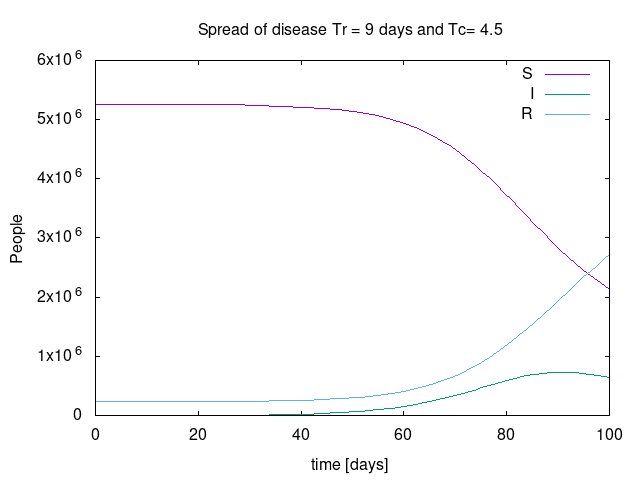 Spread of disease Tr = 9 days and Tc= 4.5
6x10^6
5x10^6
4x10^6
3x10^6
2x10^6
1x10^6
0
People
S
I
R
0 20 40 60 80 100
time [days]